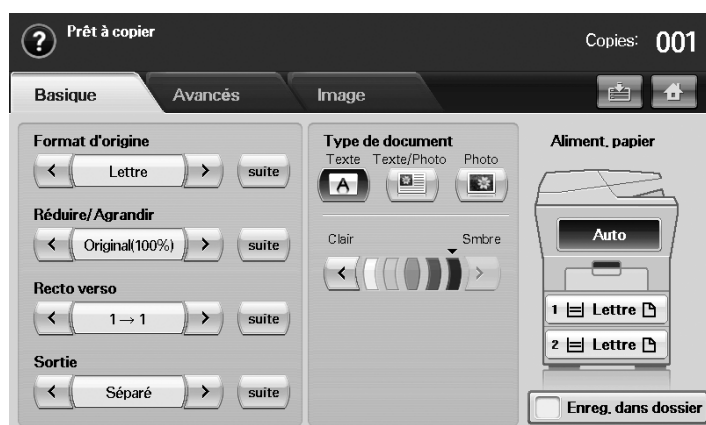 ? Prêt à copier
Copies: 001
Basique
Avancés
Image
Format d'origine
Lettre
suite
Réduire/Agrandir
Original(100%)
suite
Recto verso
1 → 1
suite
Sortie
Séparé
suite
Type de document
Texte Texte/Photo Photo
A
Clair
Smbre
Aliment. papier
Auto
1 Lettre
2 Lettre
Enreg. dans dossier